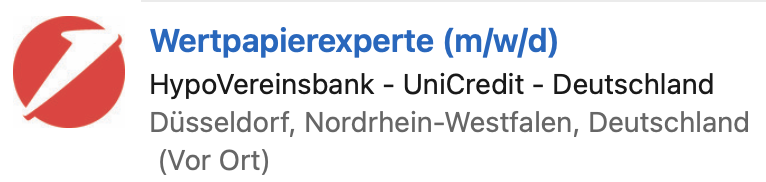 Wertpapierexperte (m/w/d)
HypoVereinsbank - UniCredit - Deutschland
Düsseldorf, Nordrhein-Westfalen, Deutschland
(Vor Ort)